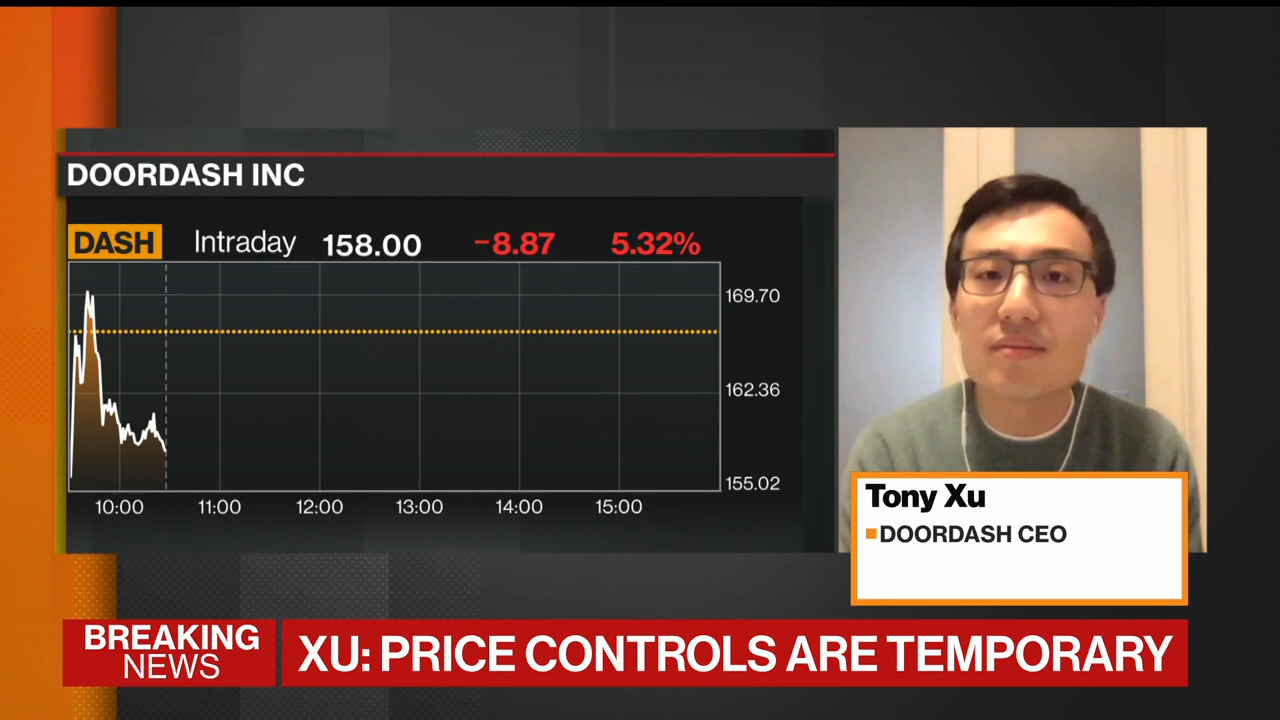 DOORDASH INC
DASH Intraday 158.00 -8.87 5.32%
169.70
162.36
155.02
10:00 11:00 12:00 13:00 14:00 15:00
Tony Xu
DOORDASH CEO
BREAKING
NEWS
XU: PRICE CONTROLS ARE TEMPORARY